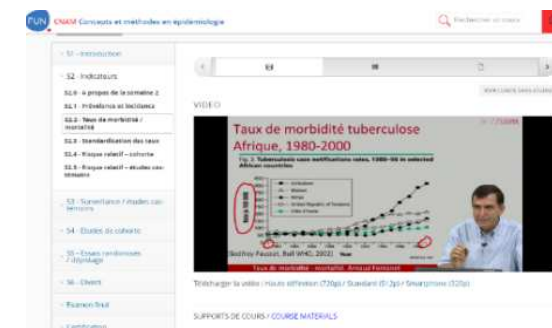 FUN
CNAM Concepts et méthodes en épidémiologie
Rechercher un cours
S1 - Introduction
S2 - Indicateurs
S2.0 - A propos de la semaine 2
S2.1 - Prévalence et incidence
S2.2 - Taux de morbidité / mortalité
S2.3 - Standardisation des taux
S2.4 - Risque relatif - cohorte
S2.5 - Risque relatif - études cas-témoins
S3 - Surveillance / études cas-témoins
S4 - Etudes de cohorte
S5 - Essais randomisés / dépistage
S6 - Divers
Examen final
Certification
VIDEO
Taux de morbidité tuberculose
Afrique, 1980-2000
Fig. 3. Tuberculosis case notifications rates, 1980-99 in selected African countries
Year
Taux de morbidité - mortalité, Arnaud Fontanet
Télécharger la vidéo : Haute définition (720p) / Standard (512p) / Smartphone (320p)
SUPPORTS DE COURS / COURSE MATERIALS